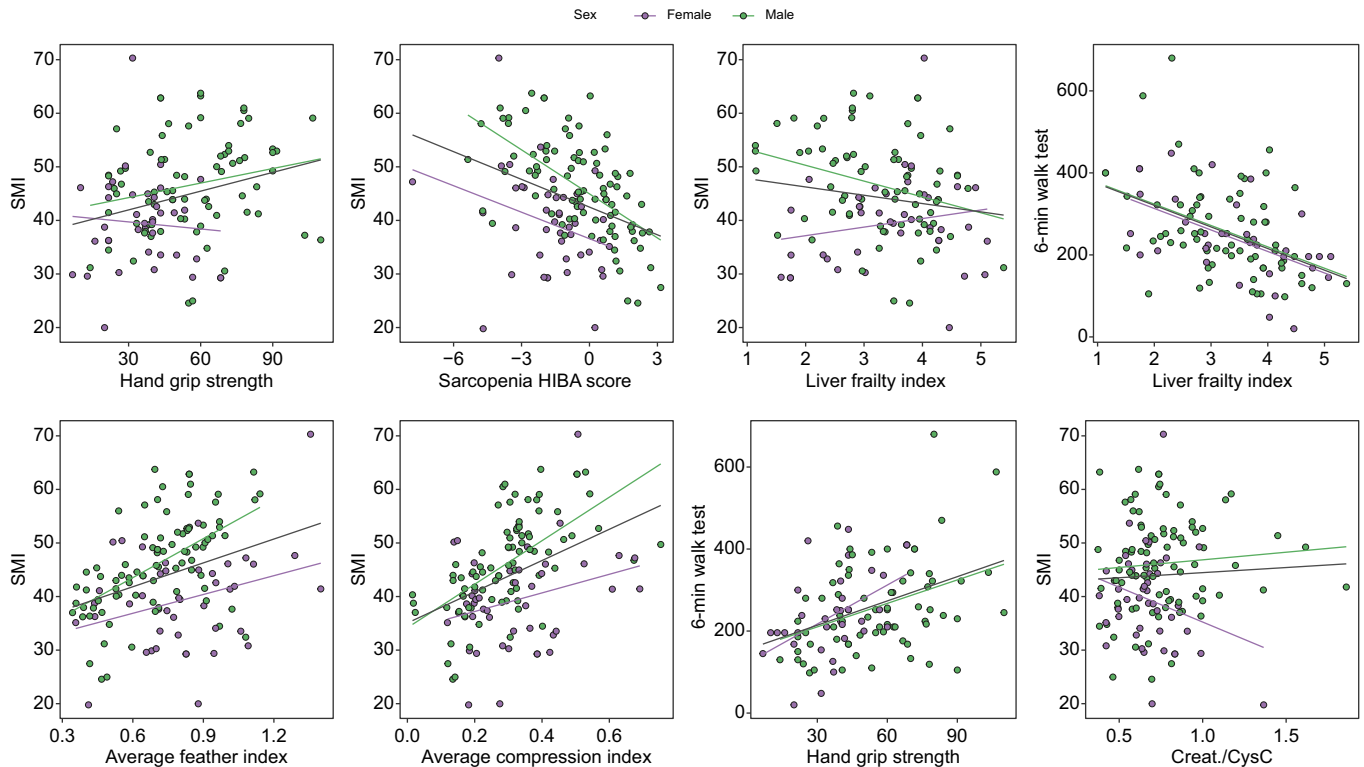 Sex Female Male
70
60
50
40
30
20
SMI
30 60 90
Hand grip strength
70
60
50
40
30
20
SMI
−6 −3 0 3
Sarcopenia HIBA score
70
60
50
40
30
20
SMI
1 2 3 4 5
Liver frailty index
600
400
200
0
6-min walk test
1 2 3 4 5
Liver frailty index
70
60
50
40
30
20
SMI
0.3 0.6 0.9 1.2
Average feather index
70
60
50
40
30
20
SMI
0.0 0.2 0.4 0.6
Average compression index
600
400
200
0
6-min walk test
30 60 90
Hand grip strength
70
60
50
40
30
20
SMI
0.5 1.0 1.5
Creat./CysC